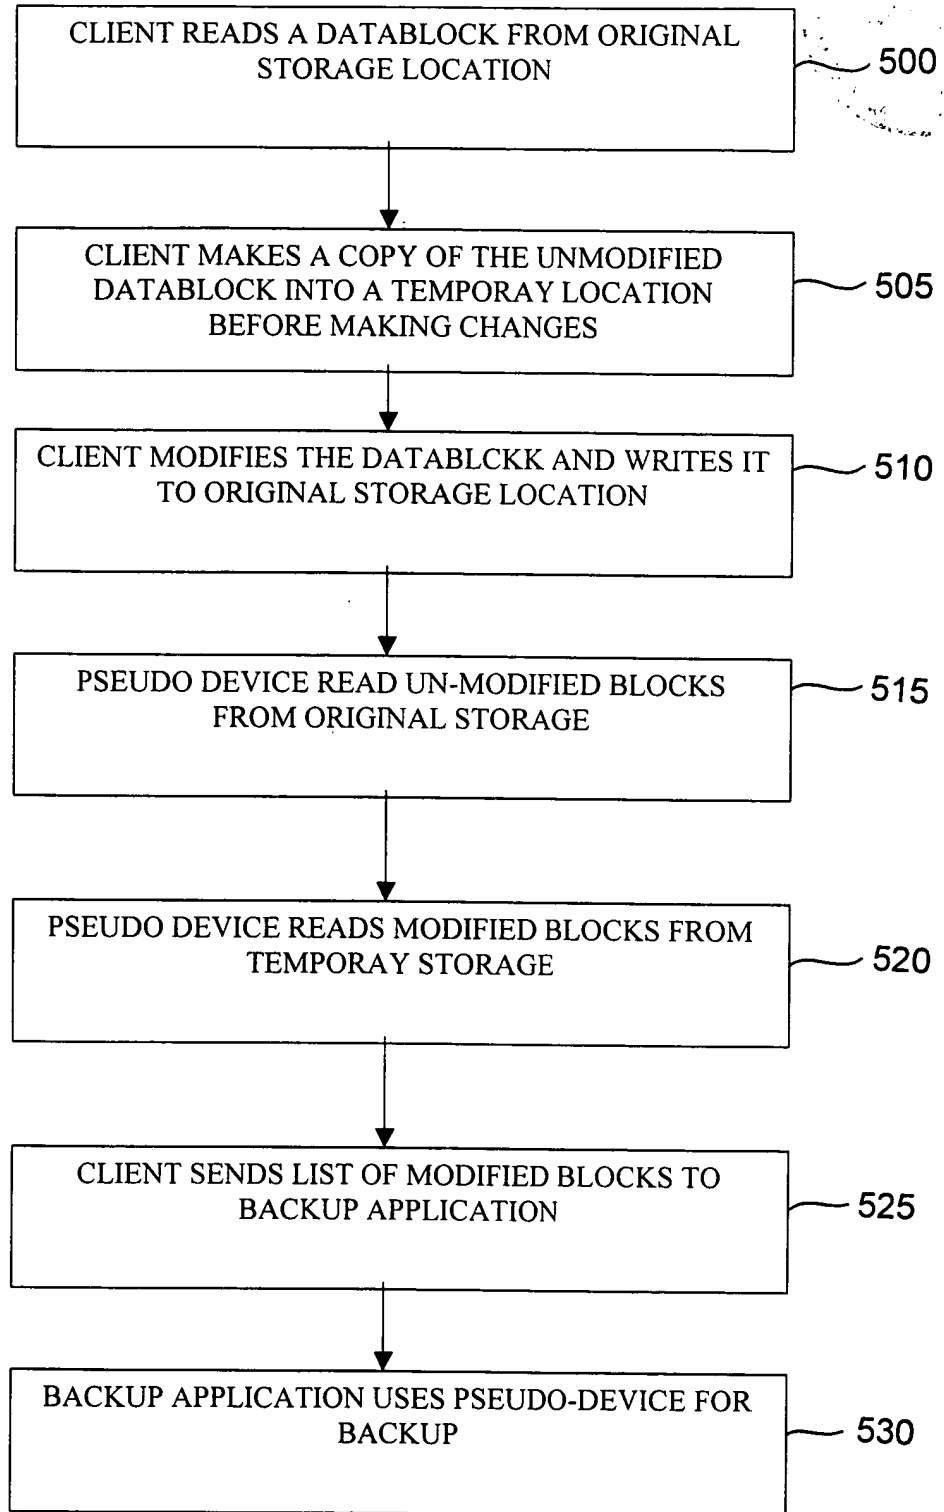 CLIENT READS A DATABLOCK FROM ORIGINAL
STORAGE LOCATION
500
CLIENT MAKES A COPY OF THE UNMODIFIED
DATABLOCK INTO A TEMPORAY LOCATION
BEFORE MAKING CHANGES
505
CLIENT MODIFIES THE DATABLCKK AND WRITES IT
TO ORIGINAL STORAGE LOCATION
510
PSEUDO DEVICE READ UN-MODIFIED BLOCKS
FROM ORIGINAL STORAGE
515
PSEUDO DEVICE READS MODIFIED BLOCKS FROM
TEMPORAY STORAGE
520
CLIENT SENDS LIST OF MODIFIED BLOCKS TO
BACKUP APPLICATION
525
BACKUP APPLICATION USES PSEUDO-DEVICE FOR
BACKUP
530